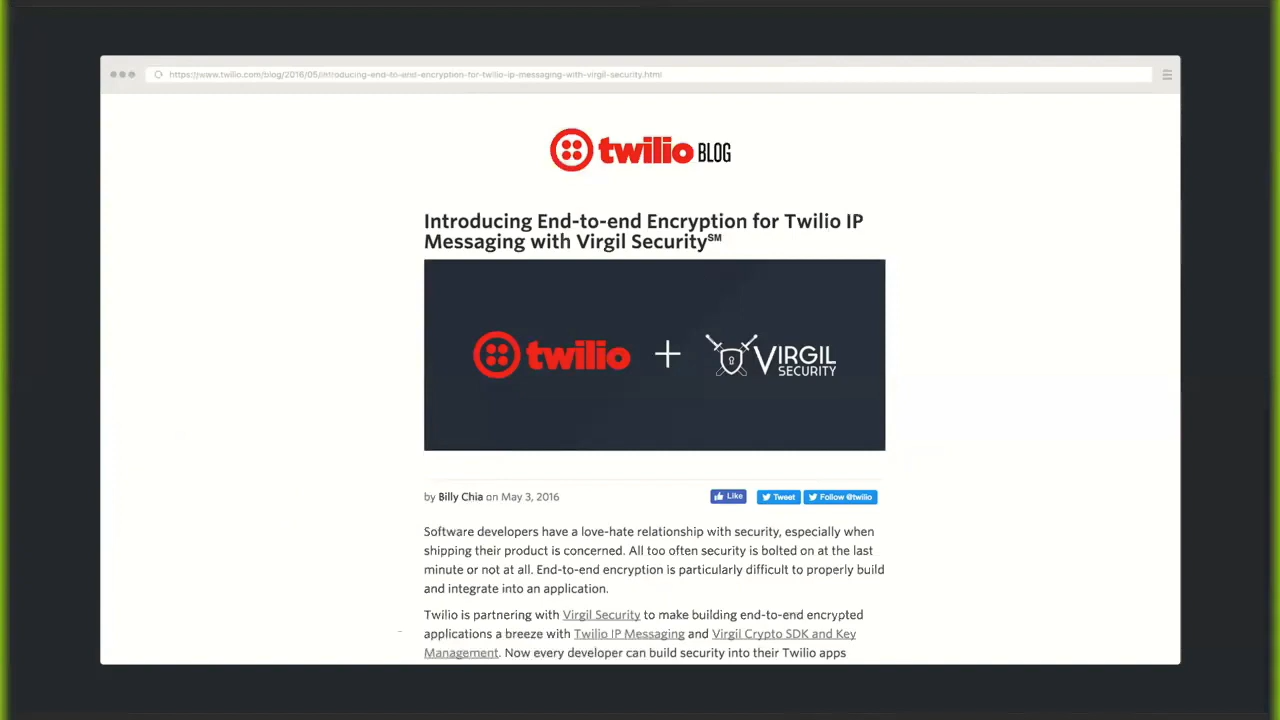 https://www.twilio.com/blog/2016/05/introducing-end-to-end-encryption-for-twilio-ip-messaging-with-virgil-security.html
twilio BLOG
Introducing End-to-end Encryption for Twilio IP
Messaging with Virgil Security℠
twilio + VIRGIL
SECURITY
by Billy Chia on May 3, 2016
Like
Tweet
Follow @twilio
Software developers have a love-hate relationship with security, especially when
shipping their product is concerned. All too often security is bolted on at the last
minute or not at all. End-to-end encryption is particularly difficult to properly build
and integrate into an application.
Twilio is partnering with Virgil Security to make building end-to-end encrypted
applications a breeze with Twilio IP Messaging and Virgil Crypto SDK and Key
Management. Now every developer can build security into their Twilio apps